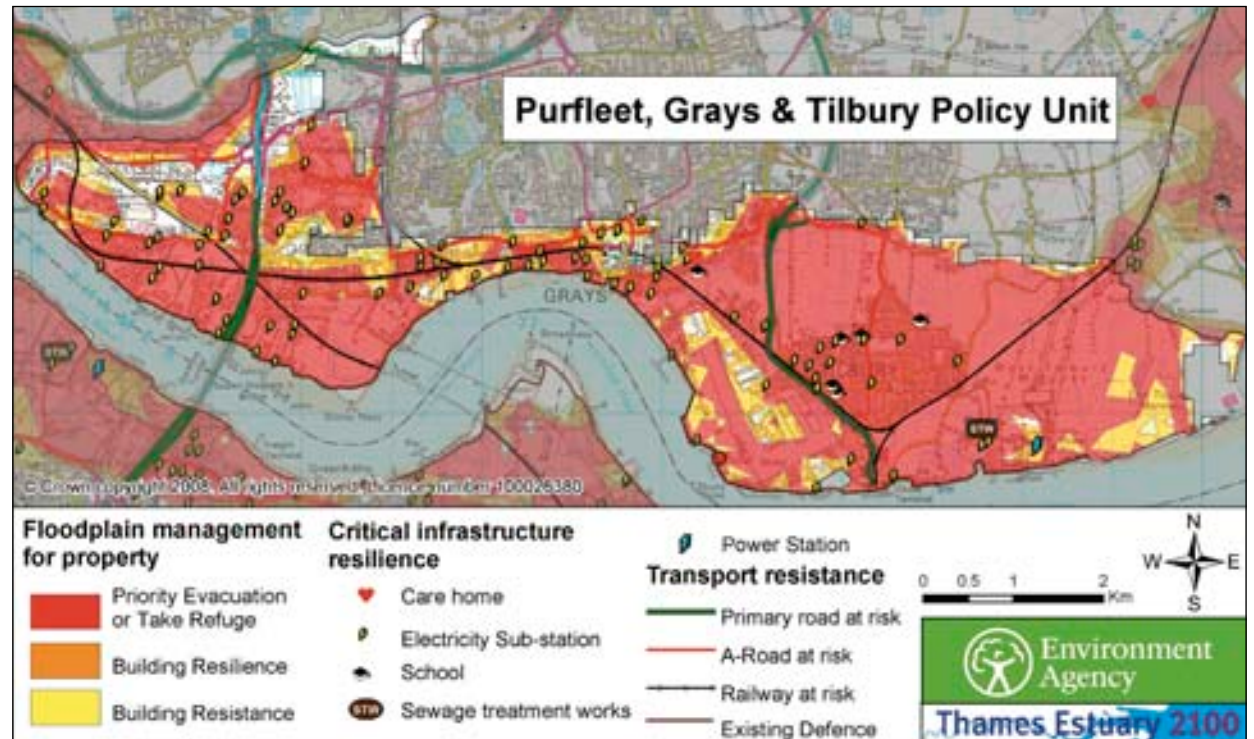 Purfleet, Grays & Tilbury Policy Unit
GRAYS
STW
STW
© Crown copyright 2008. All rights reserved, Licence number 100026380
Floodplain management
for property
Priority Evacuation
or Take Refuge
Building Resilience
Building Resistance
Critical infrastructure
resilience
Care home
Electricity Sub-station
School
STW
Sewage treatment works
Power Station
Transport resistance
Primary road at risk
A-Road at risk
Railway at risk
Existing Defence
0 0.5 1 2
Km
N
W E
S
Environment
Agency
Thames Estuary 2100